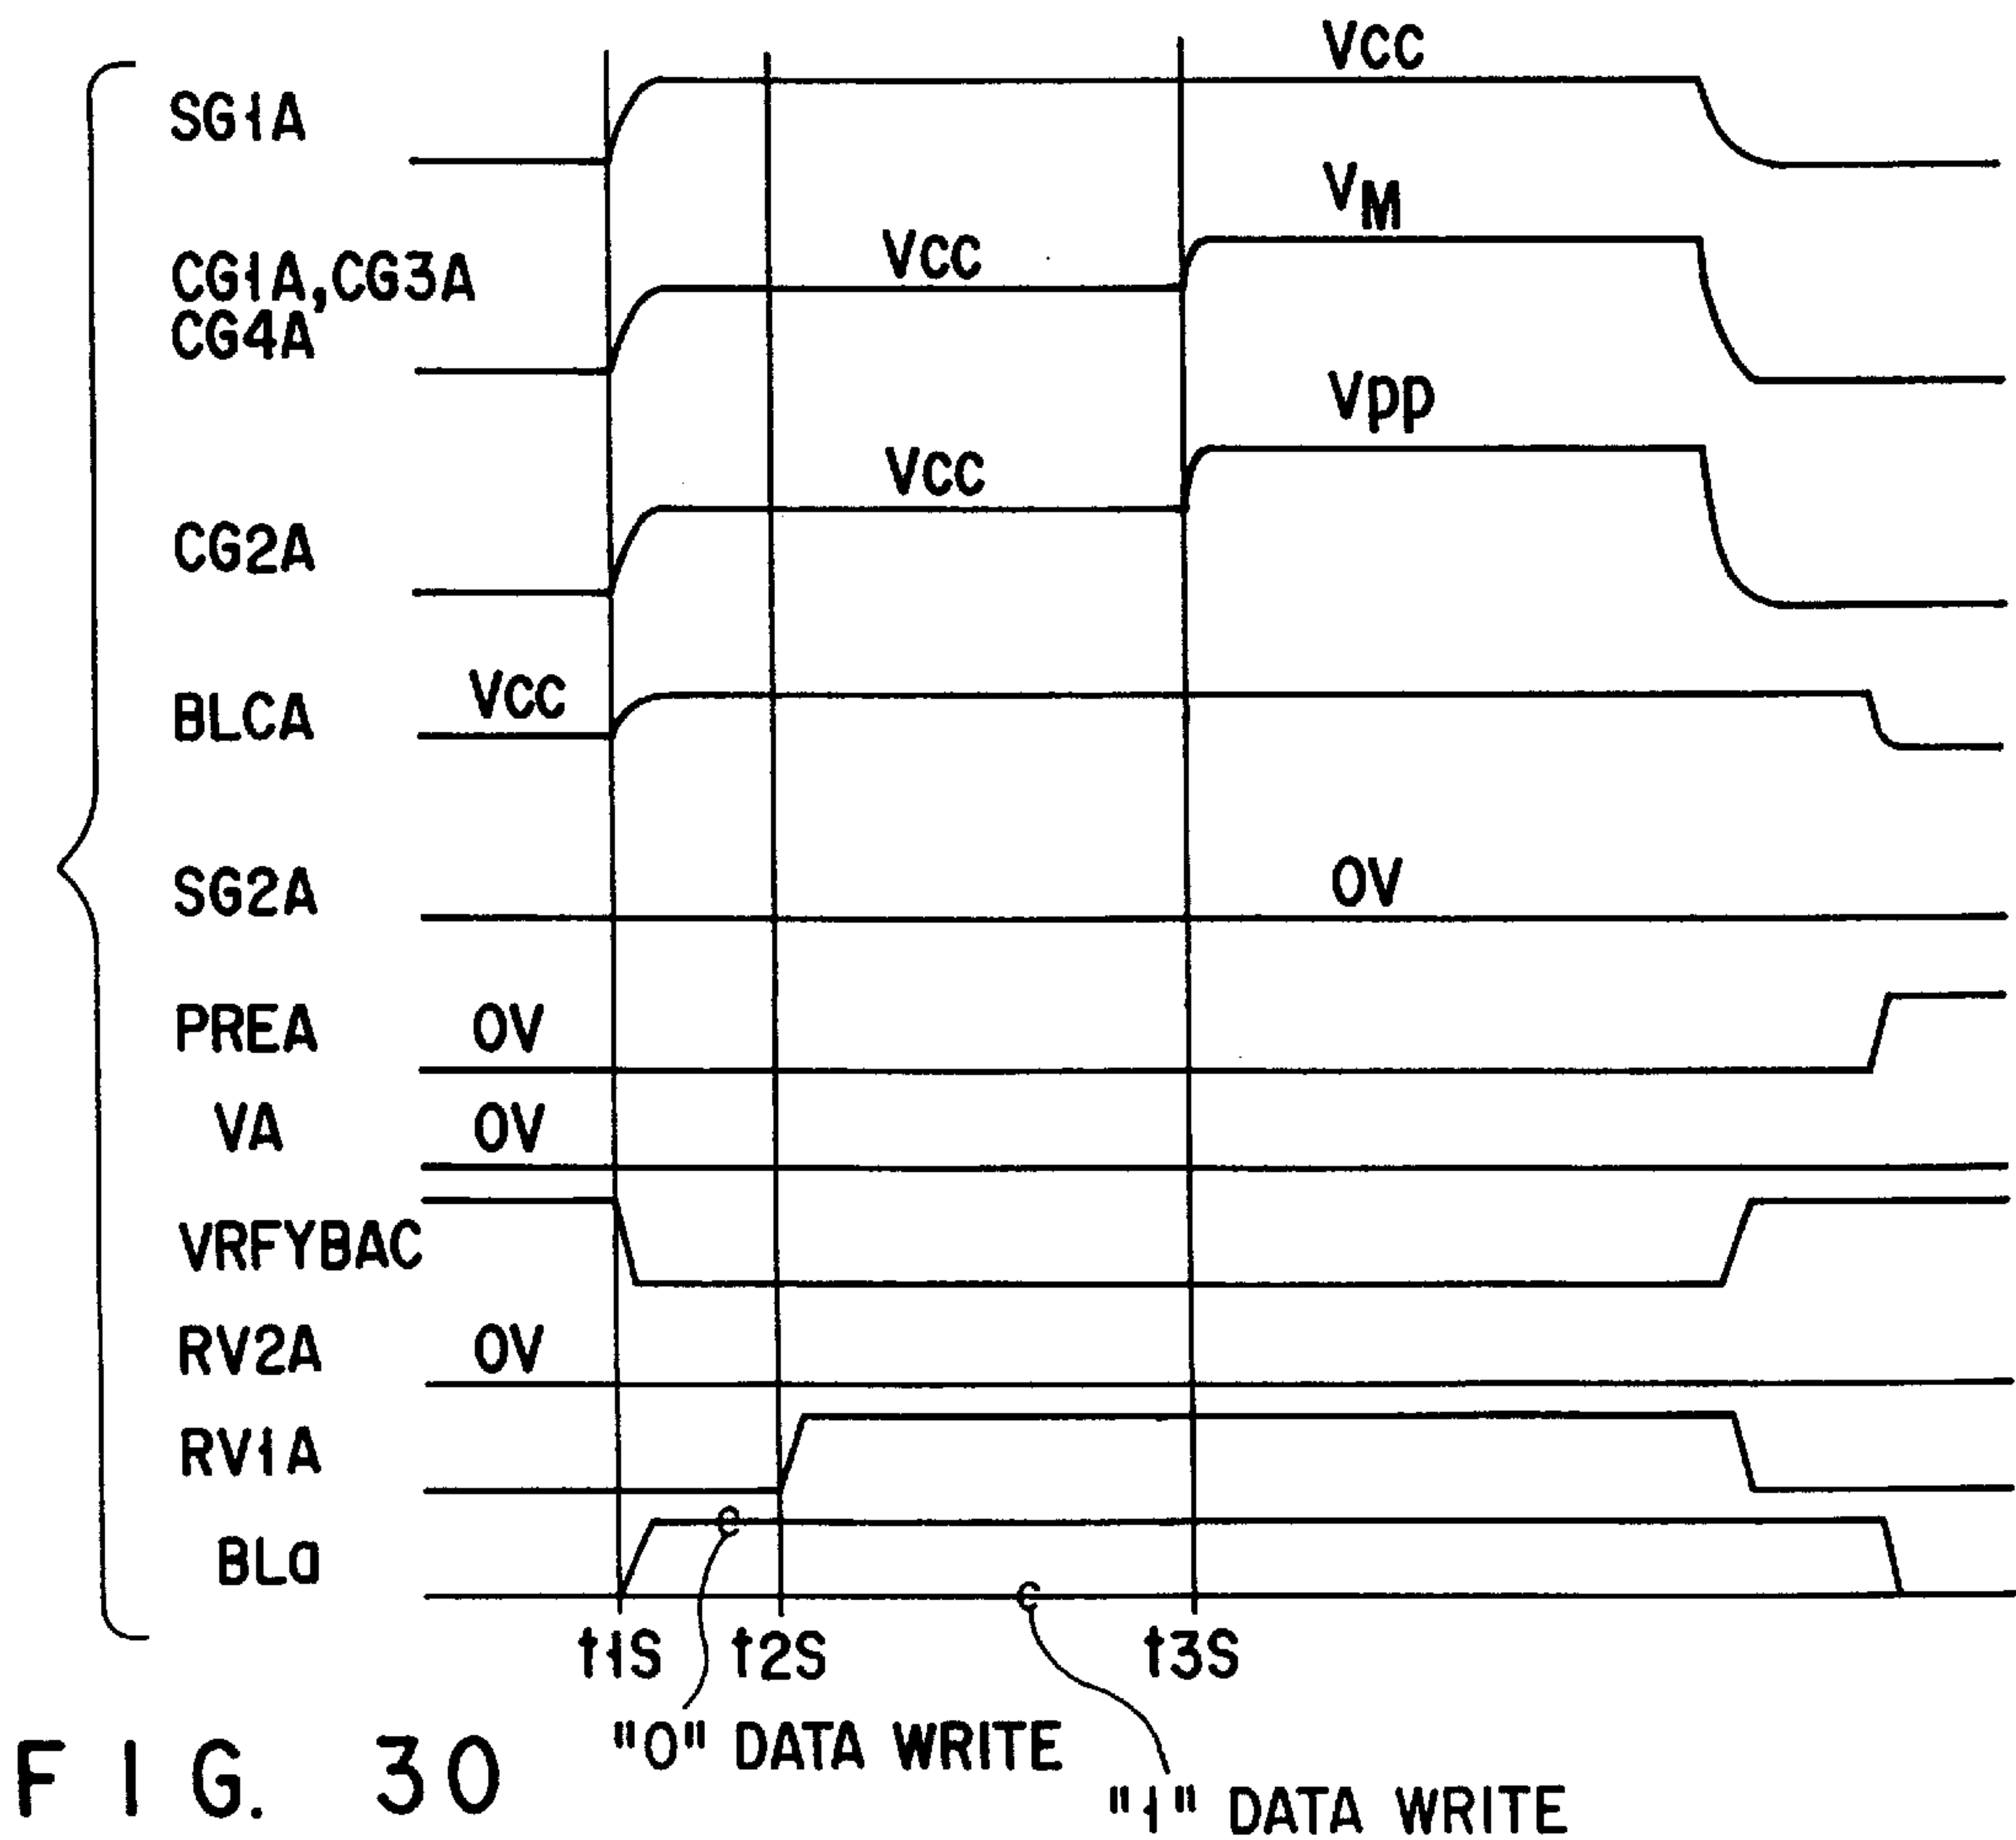 VCC
SG1A
VM
CG1A,CG3A
CG4A
VCC
VPP
VCC
CG2A
VCC
BLCA
SG2A
0V
PREA
0V
VA
0V
VRFYBAC
RV2A
0V
RV1A
BLa
t1S
t2S
t3S
"0" DATA WRITE
"1" DATA WRITE
FIG. 30